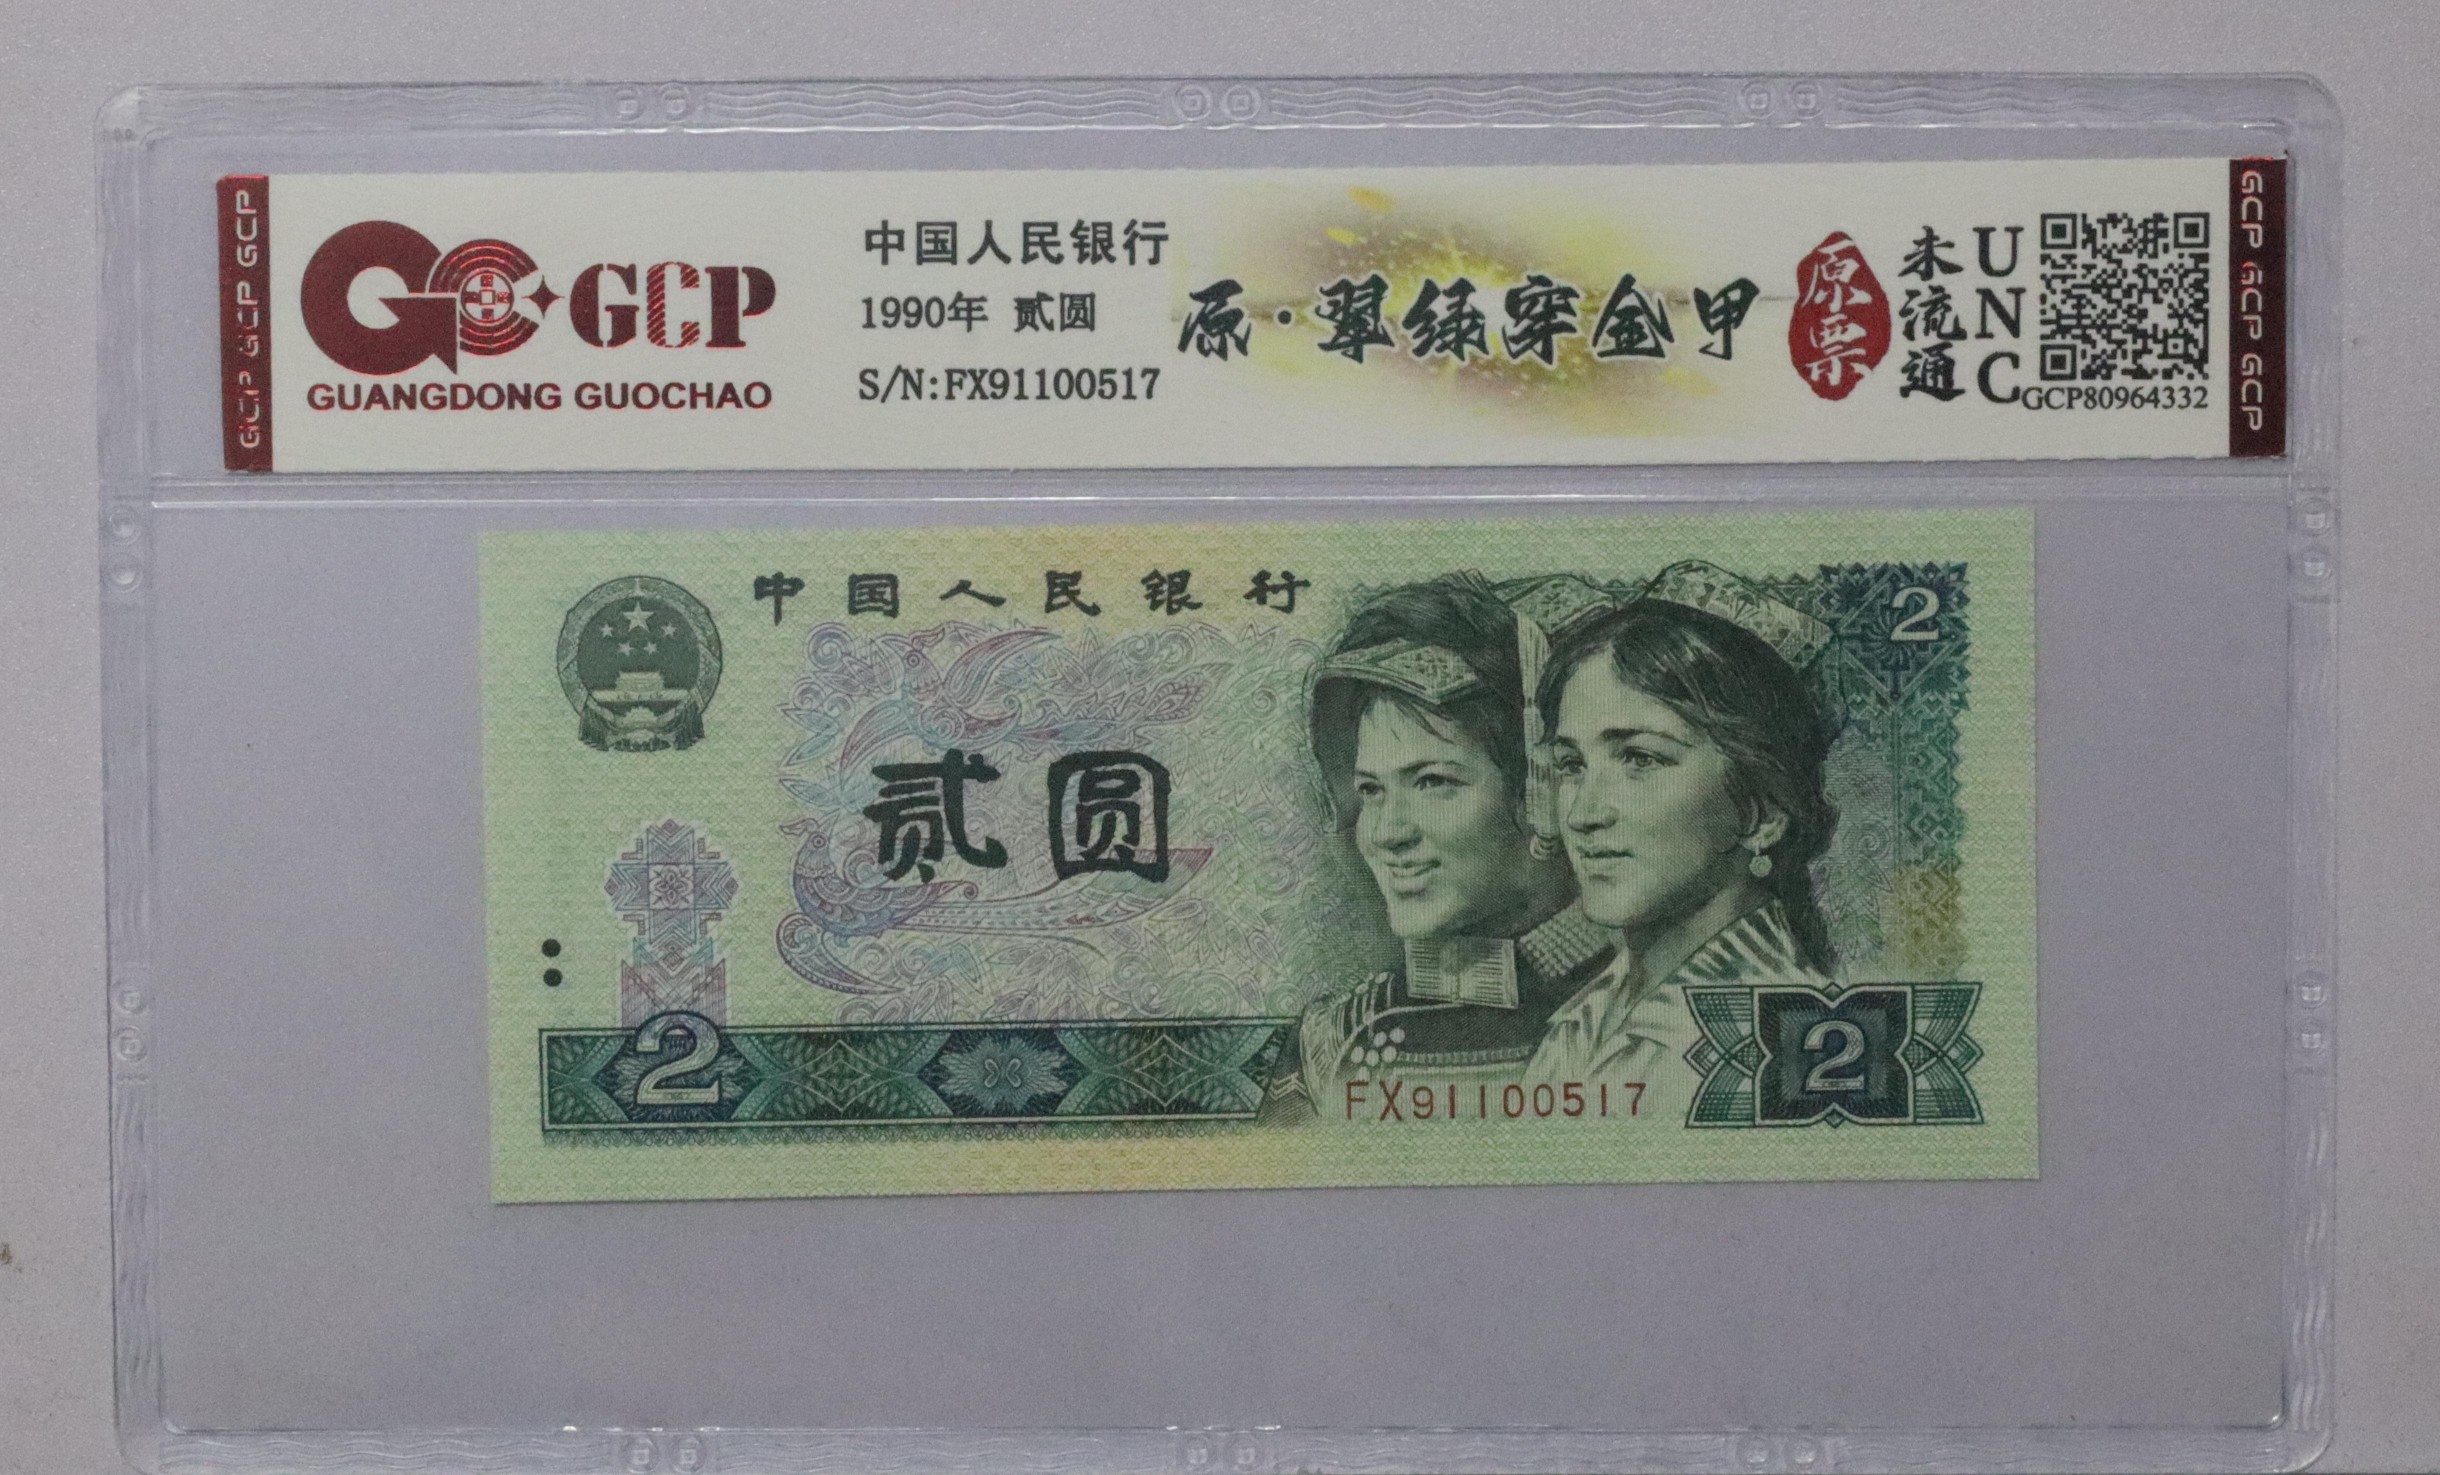 GCP GCP GCP
GCP
GUANGDONG GUOCHAO
中国人民银行
1990年 贰圆
S/N:FX91100517
原·翠绿穿金甲
原票
未流通
UNC
GCP80964332
GCP GCP GCP
中国人民银行
2
贰圆
2
FX91100517
2